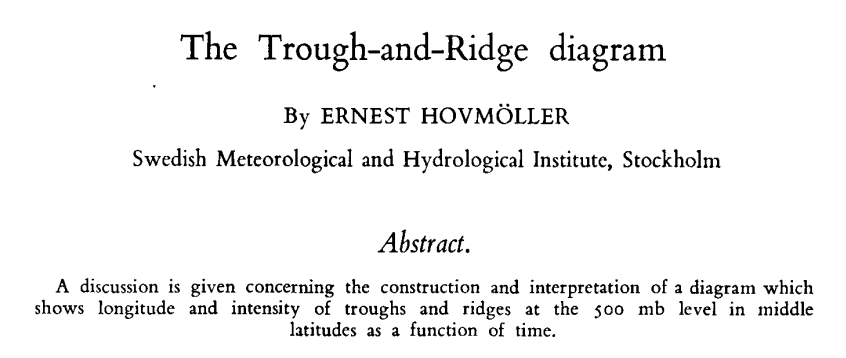 The Trough-and-Ridge diagram
By ERNEST HOVMÖLLER
Swedish Meteorological and Hydrological Institute, Stockholm
Abstract.
A discussion is given concerning the construction and interpretation of a diagram which
shows longitude and intensity of troughs and ridges at the 500 mb level in middle
latitudes as a function of time.